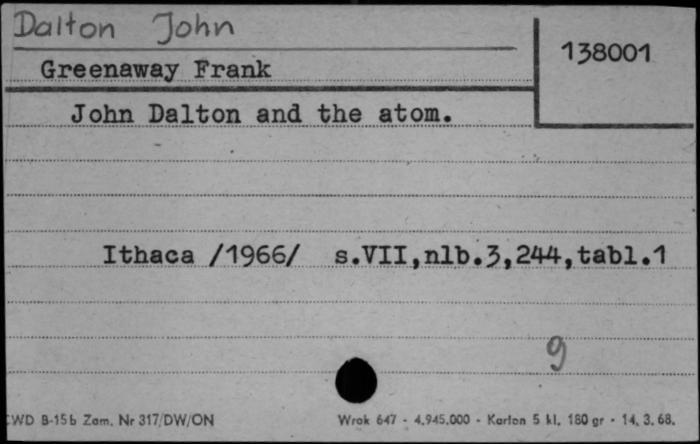 Dalton John
138001
Greenaway Frank
John Dalton and the atom.
Ithaca /1966/ s.VII,nlb.3,244,tabl.1
9
CWD B-15b Zam. Nr 317/DW/ON
Wrok 647 - 4.945.000 - Karton 5 kl. 180 gr - 14. 3. 68.